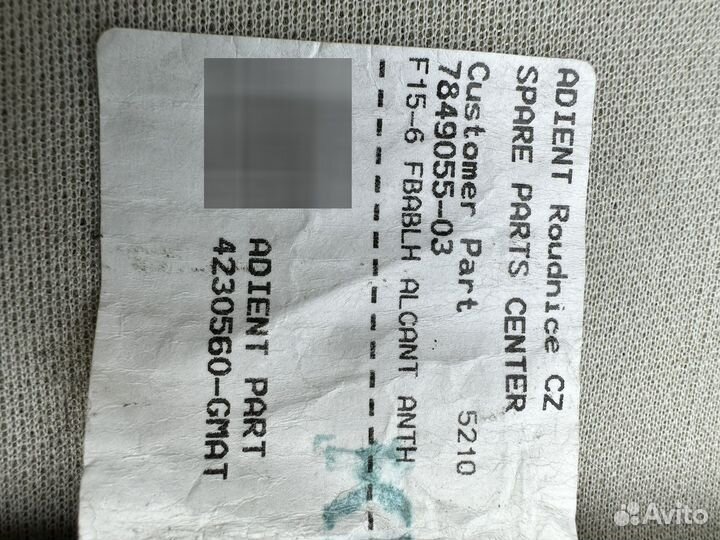 ADIENT Roudnice CZ
SPARE PARTS CENTER
Customer Part 5210
7849055-03
F15-6 FBABLH ALCANT ANTH
ADIENT PART
4230560-GMAT
Avito